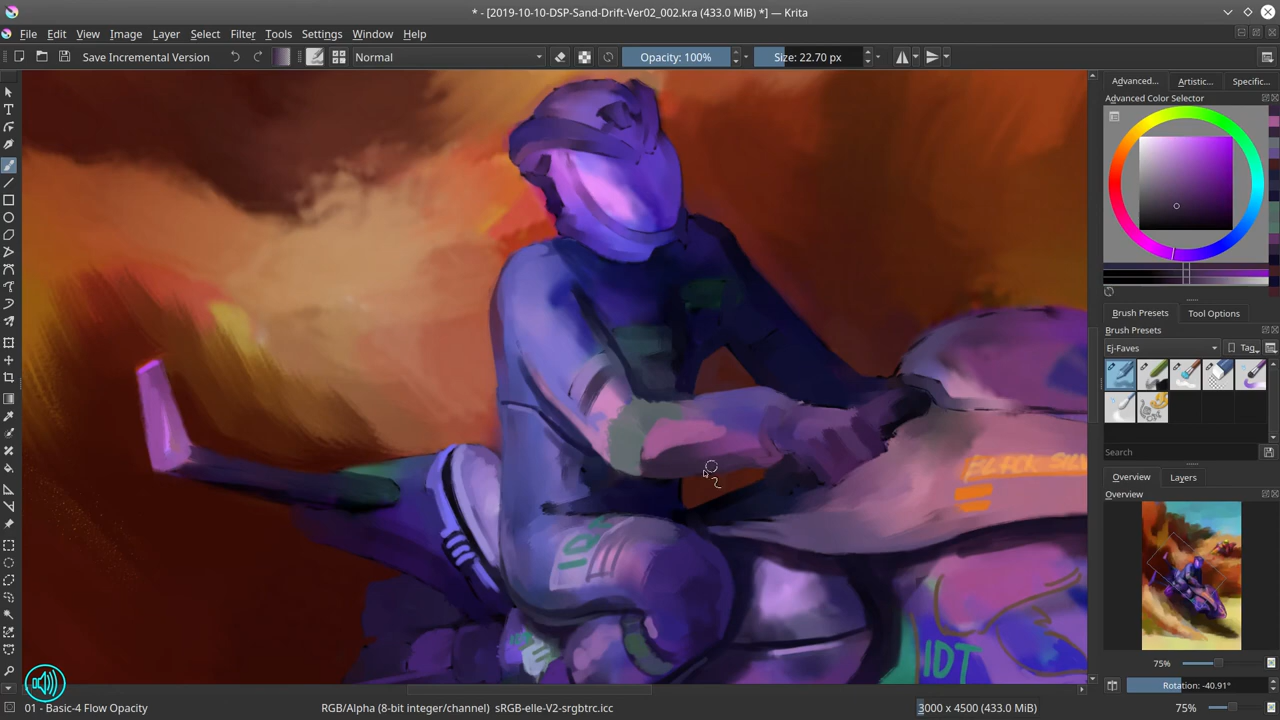 * - [2019-10-10-DSP-Sand-Drift-Ver02_002.kra (433.0 MiB) *] — Krita
File Edit View Image Layer Select Filter Tools Settings Window Help
Save Incremental Version Normal Opacity: 100% Size: 22.70 px
Advanced... Artistic... Specific...
Advanced Color Selector
Brush Presets Tool Options
Brush Presets
Ej-Faves Tag
Search
Overview Layers
Overview
75%
Rotation: -40.91°
BLACK SILV
IDT
01 - Basic-4 Flow Opacity RGB/Alpha (8-bit integer/channel) sRGB-elle-V2-srgbtrc.icc 3000 x 4500 (433.0 MiB) 75%